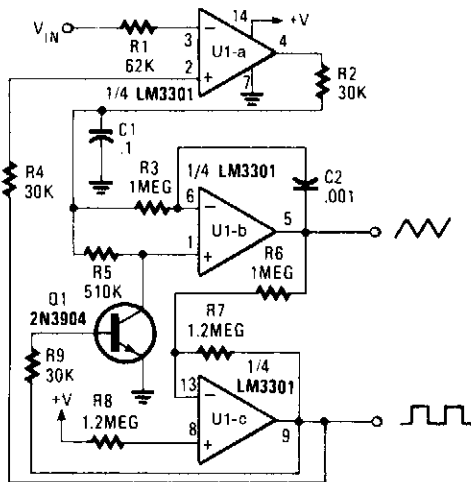 VIN
R1
62K
3
2
14
+V
4
U1-a
7
1/4 LM3301
R2
30K
C1
.1
R4
30K
R3
1MEG
1/4 LM3301
C2
.001
6
5
U1-b
1
R5
510K
R6
1MEG
Q1
2N3904
R7
1.2MEG
R9
30K
1/4
LM3301
+V
R8
1.2MEG
13
8
U1-c
9